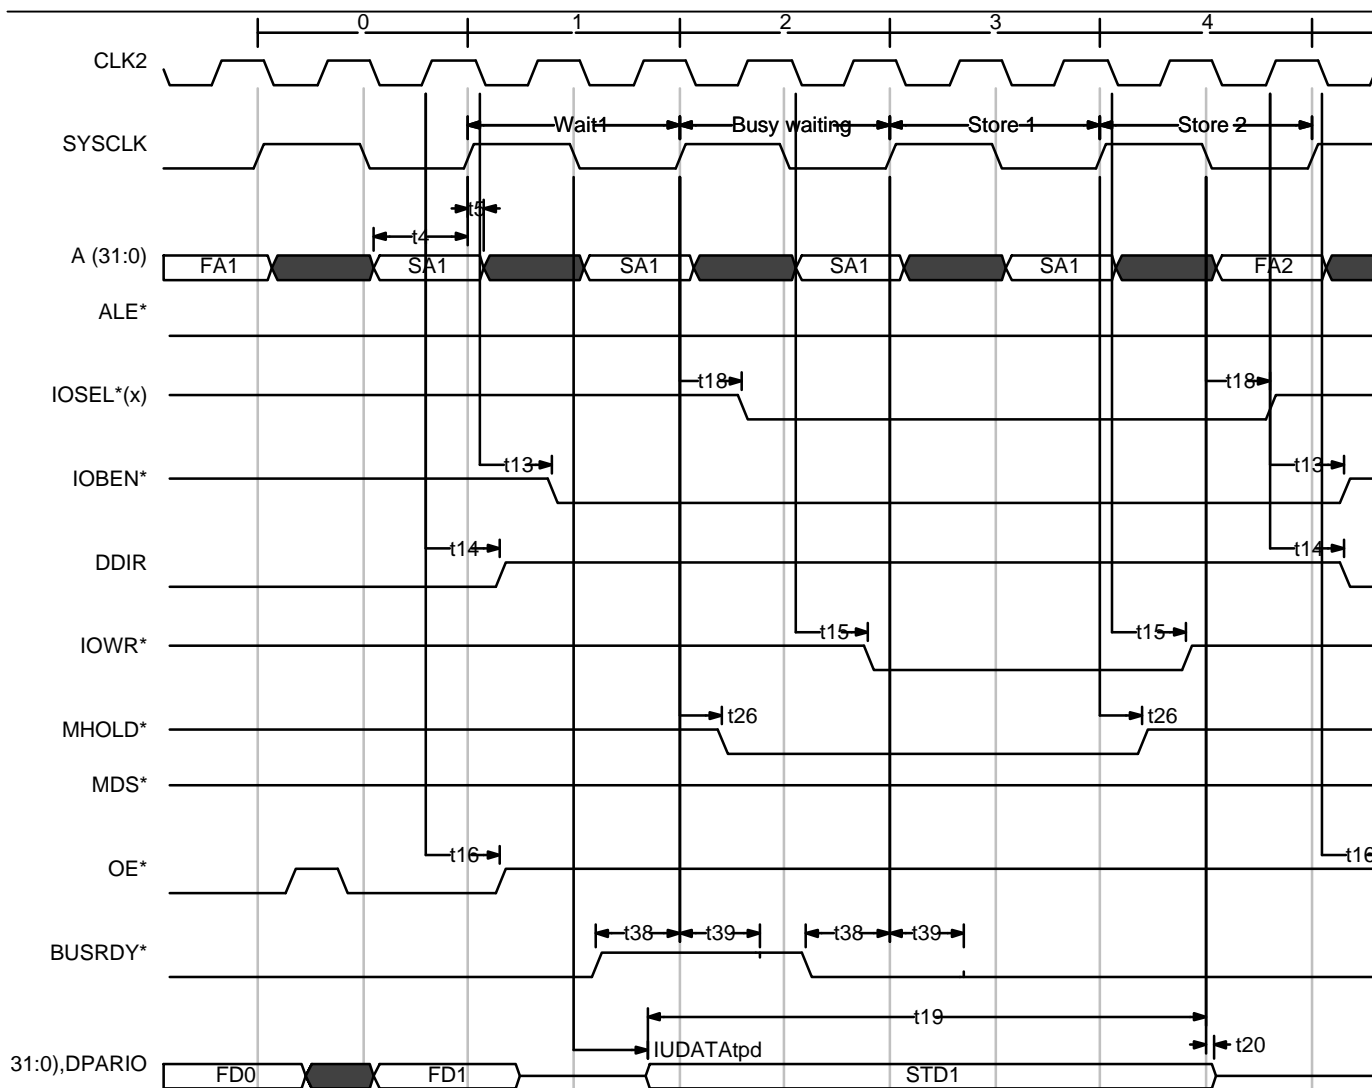 0 1 2 3 4
CLK2
Wait1 Busy waiting Store 1 Store 2
SYSCLK
t5
t4
A (31:0) FA1 SA1 SA1 SA1 SA1 FA2
ALE*
t18 t18
IOSEL*(x)
t13 t13
IOBEN*
t14 t14
DDIR
t15 t15
IOWR*
t26 t26
MHOLD*
MDS*
t16 t16
OE*
t38 t39 t38 t39
BUSRDY*
t19
IUDATAtpd t20
31:0),DPARIO FD0 FD1 STD1